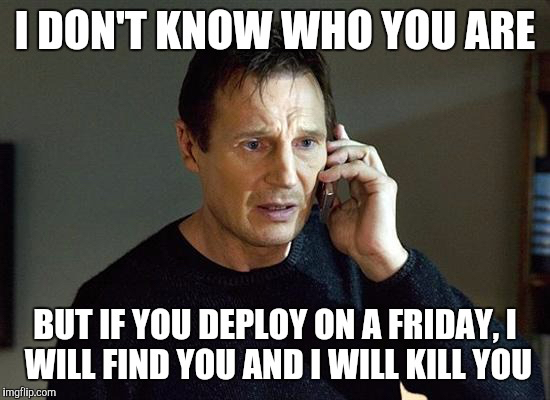 I DON'T KNOW WHO YOU ARE
BUT IF YOU DEPLOY ON A FRIDAY, I
WILL FIND YOU AND I WILL KILL YOU
imgflip.com